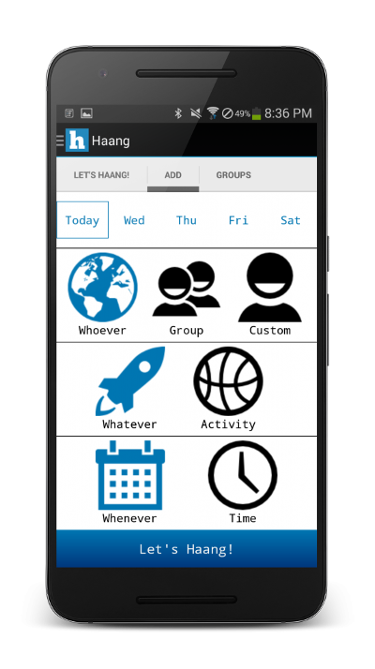 49% 8:36 PM
h Haang
LET'S HAANG! ADD GROUPS
Today Wed Thu Fri Sat
Whoever Group Custom
Whatever Activity
Whenever Time
Let's Haang!